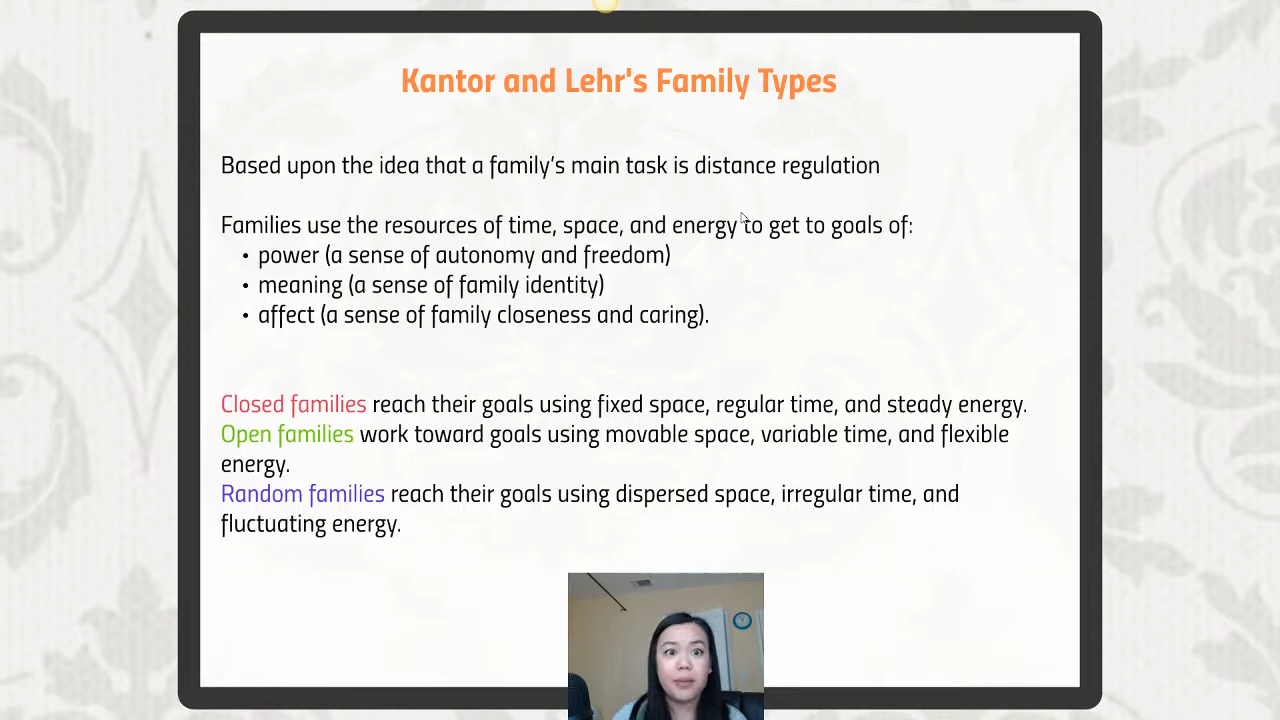 Kantor and Lehr's Family Types
Based upon the idea that a family's main task is distance regulation
Families use the resources of time, space, and energy to get to goals of:
• power (a sense of autonomy and freedom)
• meaning (a sense of family identity)
• affect (a sense of family closeness and caring).
Closed families reach their goals using fixed space, regular time, and steady energy.
Open families work toward goals using movable space, variable time, and flexible
energy.
Random families reach their goals using dispersed space, irregular time, and
fluctuating energy.